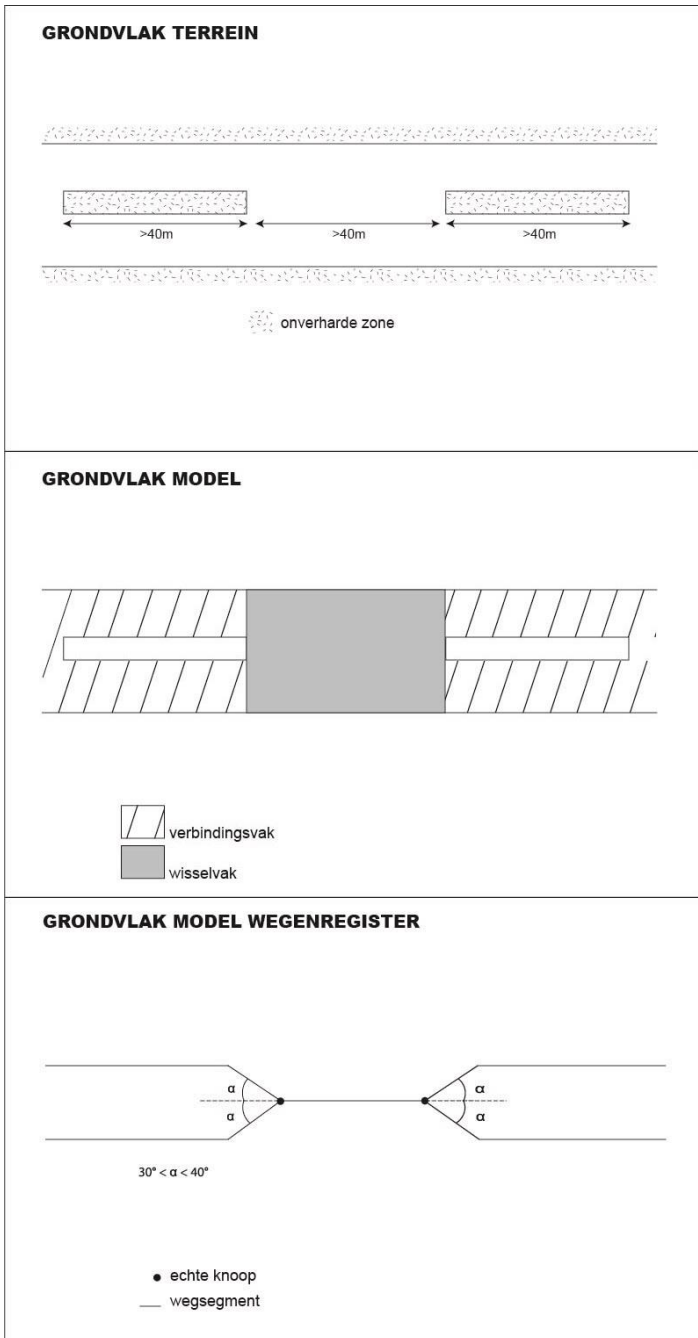 GRONDVLAK TERREIN
>40m >40m >40m
onverharde zone
GRONDVLAK MODEL
verbindingsvak
wisselvak
GRONDVLAK MODEL WEGENREGISTER
α α
α α
30° < α < 40°
echte knoop
wegsegment